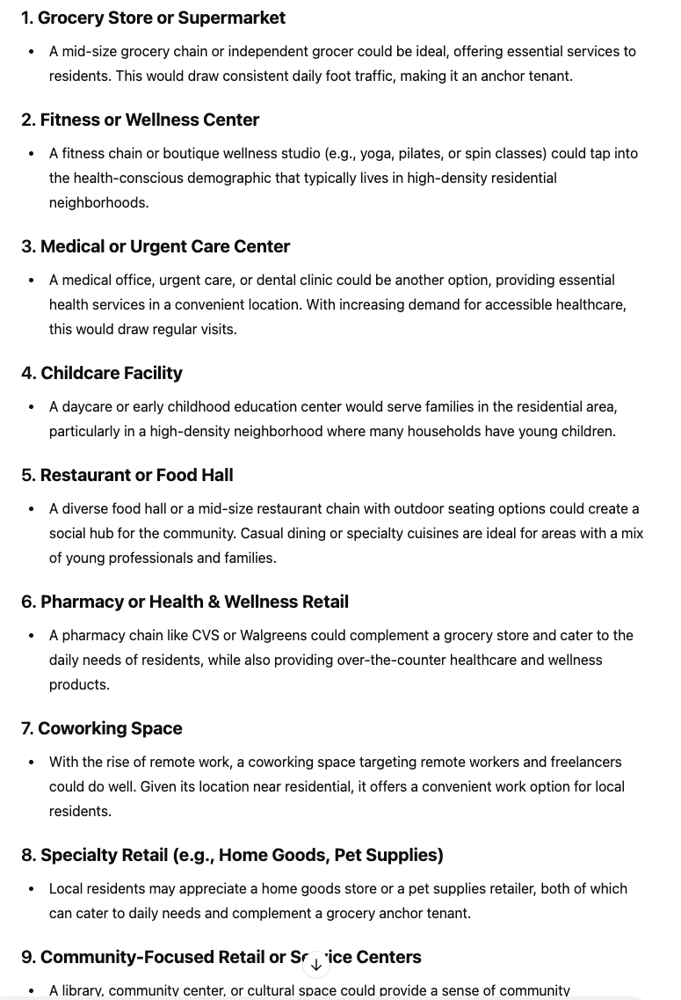 1. Grocery Store or Supermarket
• A mid-size grocery chain or independent grocer could be ideal, offering essential services to
residents. This would draw consistent daily foot traffic, making it an anchor tenant.
2. Fitness or Wellness Center
• A fitness chain or boutique wellness studio (e.g., yoga, pilates, or spin classes) could tap into
the health-conscious demographic that typically lives in high-density residential
neighborhoods.
3. Medical or Urgent Care Center
• A medical office, urgent care, or dental clinic could be another option, providing essential
health services in a convenient location. With increasing demand for accessible healthcare,
this would draw regular visits.
4. Childcare Facility
• A daycare or early childhood education center would serve families in the residential area,
particularly in a high-density neighborhood where many households have young children.
5. Restaurant or Food Hall
• A diverse food hall or a mid-size restaurant chain with outdoor seating options could create a
social hub for the community. Casual dining or specialty cuisines are ideal for areas with a mix
of young professionals and families.
6. Pharmacy or Health & Wellness Retail
• A pharmacy chain like CVS or Walgreens could complement a grocery store and cater to the
daily needs of residents, while also providing over-the-counter healthcare and wellness
products.
7. Coworking Space
• With the rise of remote work, a coworking space targeting remote workers and freelancers
could do well. Given its location near residential, it offers a convenient work option for local
residents.
8. Specialty Retail (e.g., Home Goods, Pet Supplies)
• Local residents may appreciate a home goods store or a pet supplies retailer, both of which
can cater to daily needs and complement a grocery anchor tenant.
9. Community-Focused Retail or Service Centers
• A library, community center, or cultural space could provide a sense of community